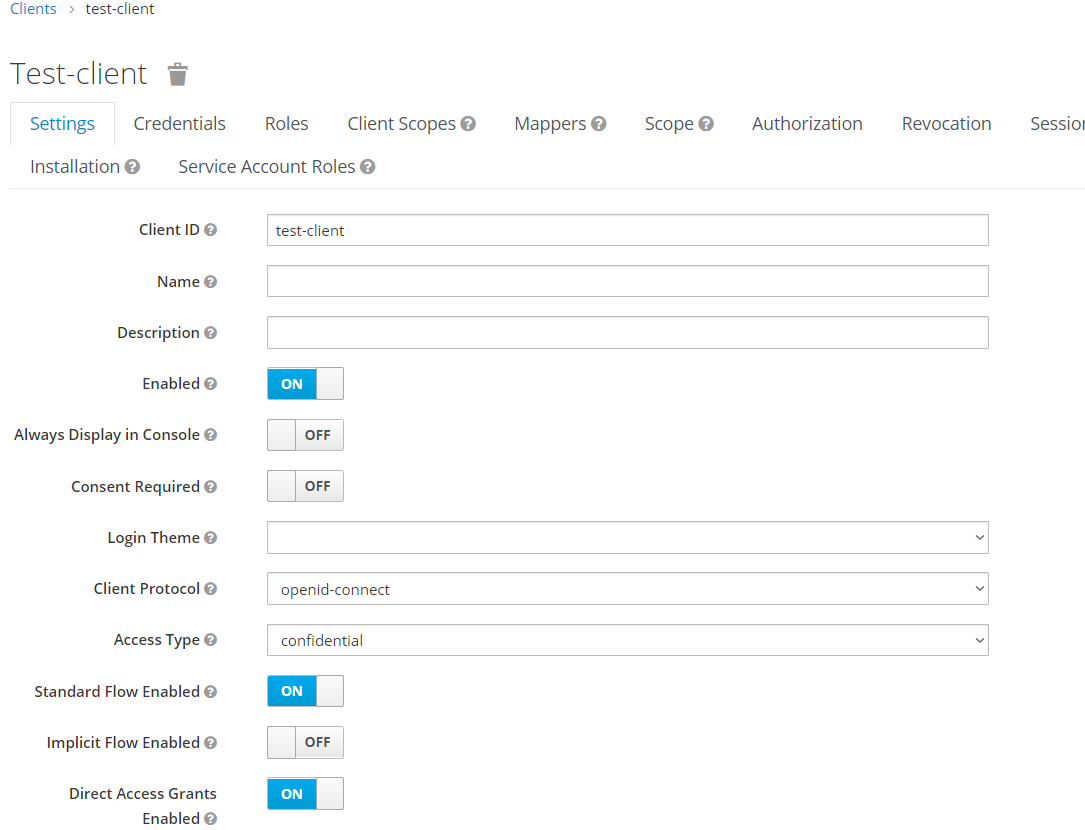 Clients > test-client
Test-client
Settings Credentials Roles Client Scopes ? Mappers ? Scope ? Authorization Revocation
Installation ? Service Account Roles ?
Client ID ? test-client
Name ?
Description ?
Enabled ? ON
Always Display in Console ? OFF
Consent Required ? OFF
Login Theme ?
Client Protocol ? openid-connect
Access Type ? confidential
Standard Flow Enabled ? ON
Implicit Flow Enabled ? OFF
Direct Access Grants ON
Enabled ?